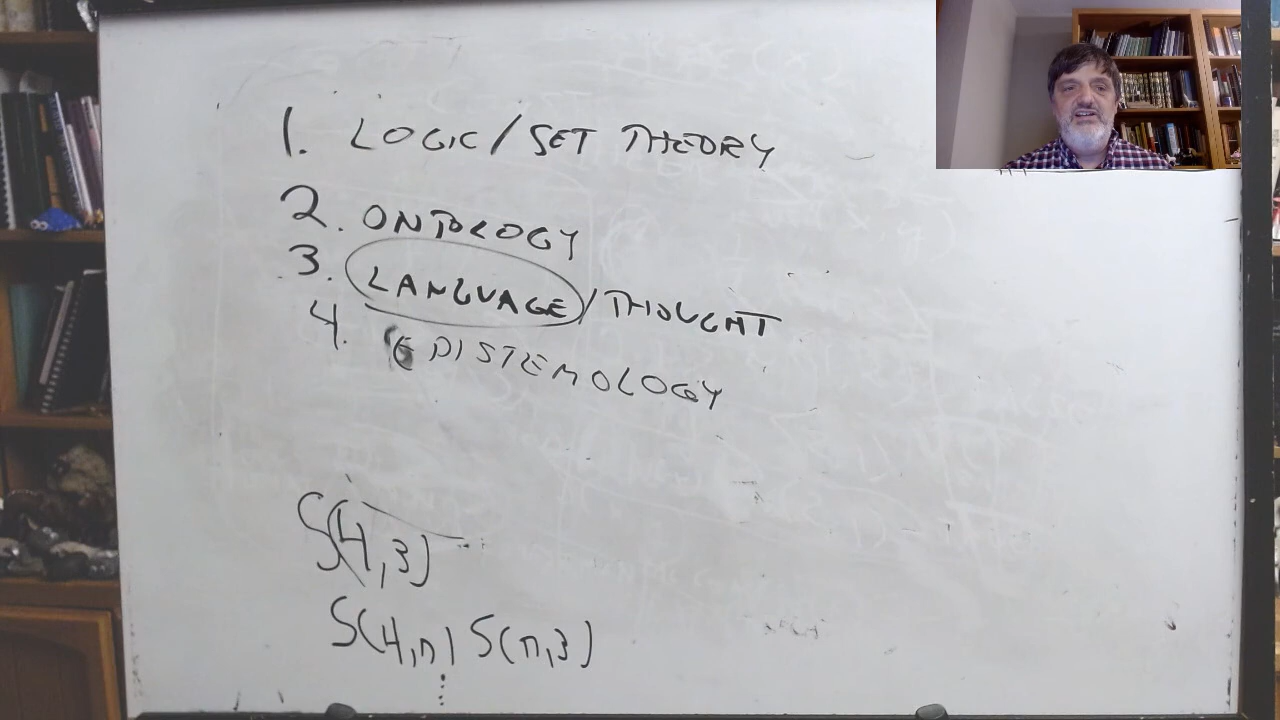 1. LOGIC/SET THEORY
2. ONTOLOGY
3. LANGUAGE/THOUGHT
4. EPISTEMOLOGY
S(4,3)
S(4,n) S(n,3)
⋮